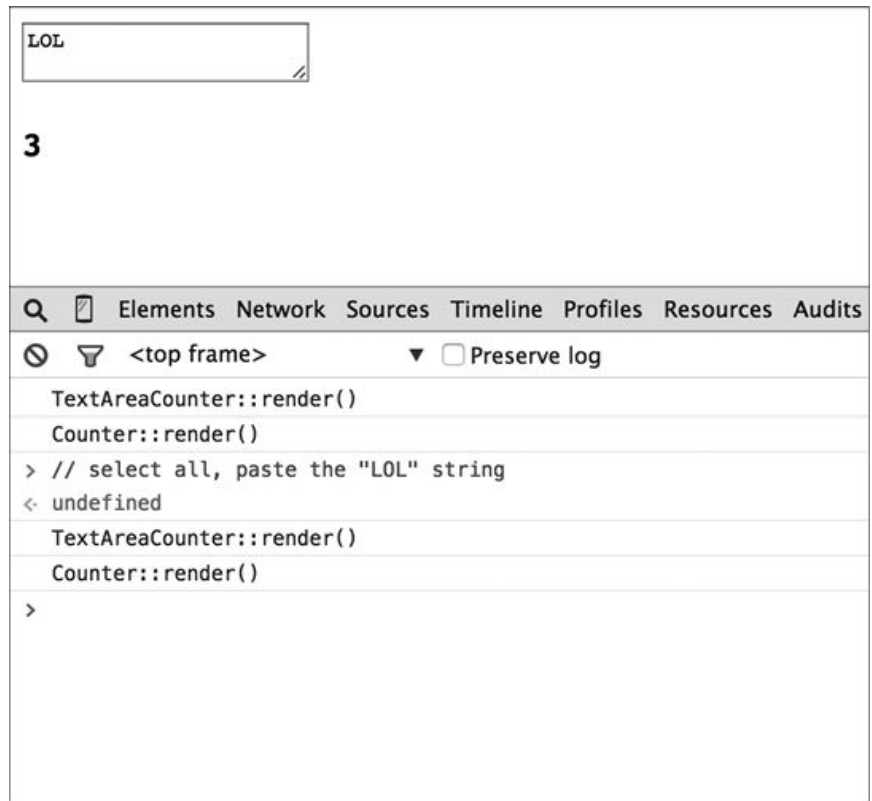 LOL
3
Elements Network Sources Timeline Profiles Resources Audits
<top frame> ▼ Preserve log
TextAreaCounter::render()
Counter::render()
> // select all, paste the "LOL" string
<· undefined
TextAreaCounter::render()
Counter::render()
>